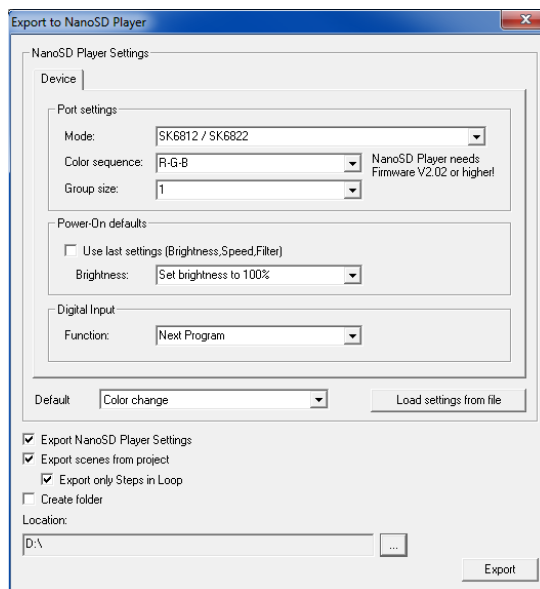 Export to NanoSD Player
NanoSD Player Settings
Device
Port settings
Mode: SK6812 / SK6822
Color sequence: R-G-B
NanoSD Player needs
Firmware V2.02 or higher!
Group size: 1
Power-On defaults
Use last settings (Brightness,Speed,Filter)
Brightness: Set brightness to 100%
Digital Input
Function: Next Program
Default Color change Load settings from file
Export NanoSD Player Settings
Export scenes from project
Export only Steps in Loop
Create folder
Location:
D:\ ...
Export